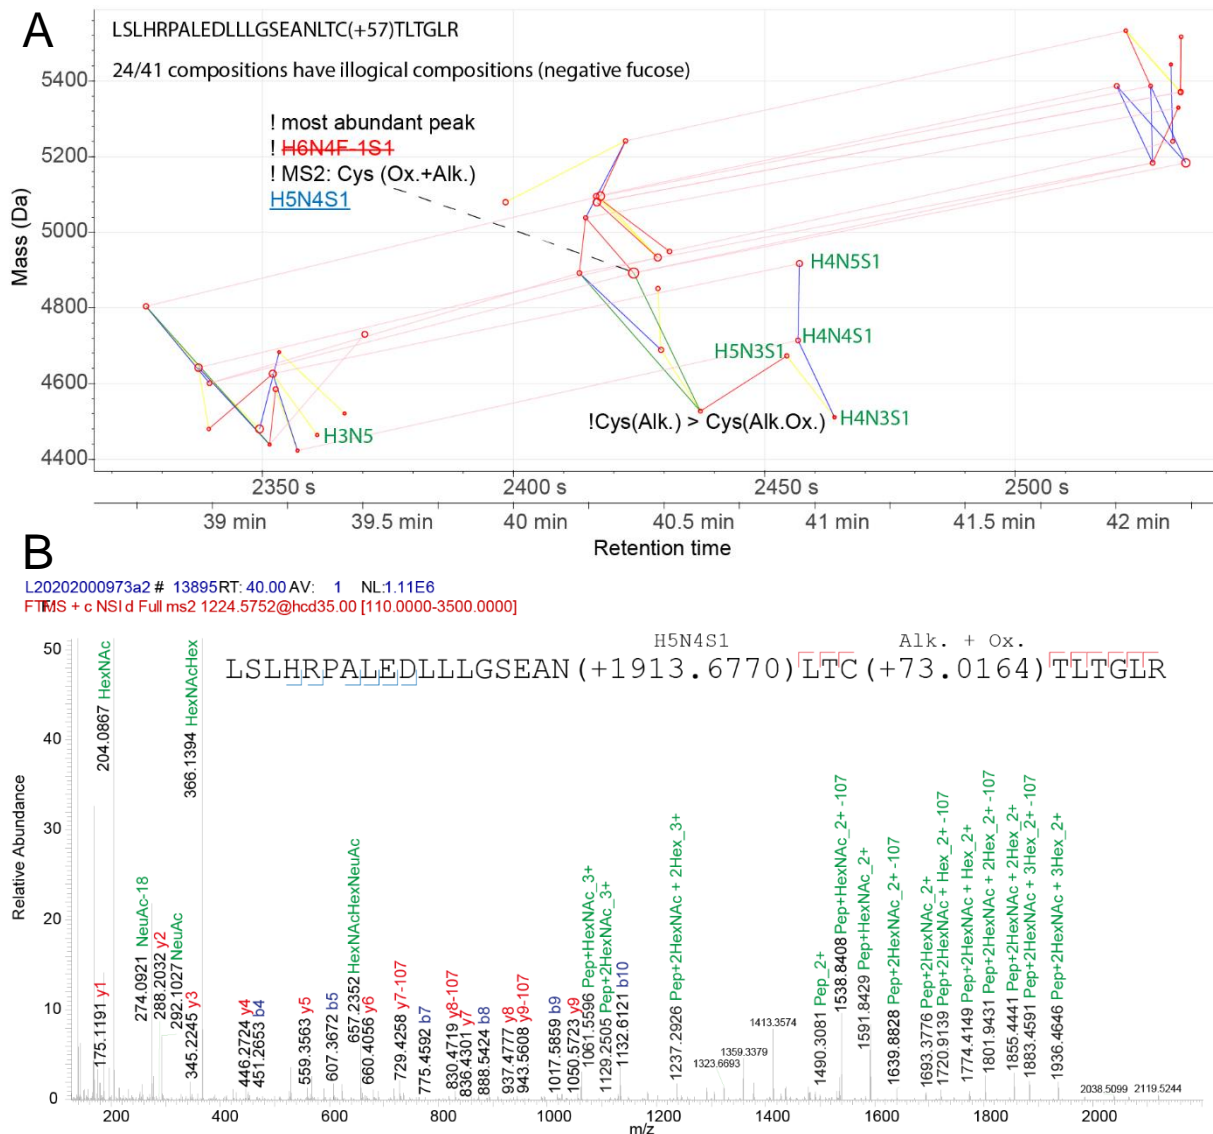 A
LSLHRPALEDLLLGSEANLTC(+57)TLTGLR
24/41 compositions have illogical compositions (negative fucose)
! most abundant peak
! H6N4F-1S1
! MS2: Cys (Ox.+Alk.)
H5N4S1
H4N5S1
H4N4S1
H5N3S1
!Cys(Alk.) > Cys(Alk.Ox.)
H4N3S1
H3N5
Mass (Da)
5400
5200
5000
4800
4600
4400
2350 s
2400 s
2450 s
2500 s
39 min
39.5 min
40 min
40.5 min
41 min
41.5 min
42 min
Retention time
B
L20202000973a2 # 13895RT: 40.00 AV: 1 NL:1.11E6
FTMS + c NSI d Full ms2 1224.5752@hcd35.00 [110.0000-3500.0000]
H5N4S1
Alk. + Ox.
LSLHRPALEDLLLGSEAN(+1913.6770)LTC(+73.0164)TLTGLR
Relative Abundance
50
40
30
20
10
0
175.1191 y1
204.0867 HexNAc
274.0921 NeuAc-18
288.2032 y2
292.1027 NeuAc
345.2245 y3
366.1394 HexNAcHex
446.2724 y4
451.2653 b4
559.3563 y5
607.3672 b5
657.2352 HexNAcHexNeuAc
660.4056 y6
729.4258 y7-107
775.4592 b7
830.4719 y8-107
836.4301 y7
888.5424 b8
937.4777 y8
943.5608 y9-107
1017.5859 b9
1050.5723 y9
1061.5596 Pep+HexNAc_3+
1129.2505 Pep+2HexNAc_3+
1132.6121 b10
1237.2926 Pep+2HexNAc + 2Hex_3+
1323.6693
1359.3379
1413.3574
1490.3081 Pep_2+
1538.8408 Pep+HexNAc_2+ -107
1591.8429 Pep+HexNAc_2+
1639.8828 Pep+2HexNAc_2+ -107
1693.3776 Pep+2HexNAc_2+
1720.9139 Pep+2HexNAc + Hex_2+ -107
1774.4149 Pep+2HexNAc + Hex_2+
1801.9431 Pep+2HexNAc + 2Hex_2+ -107
1855.4441 Pep+2HexNAc + 2Hex_2+
1883.4591 Pep+2HexNAc + 3Hex_2+ -107
1936.4646 Pep+2HexNAc + 3Hex_2+
2038.5099
2119.5244
200
400
600
800
1000
1200
1400
1600
1800
2000
m/z